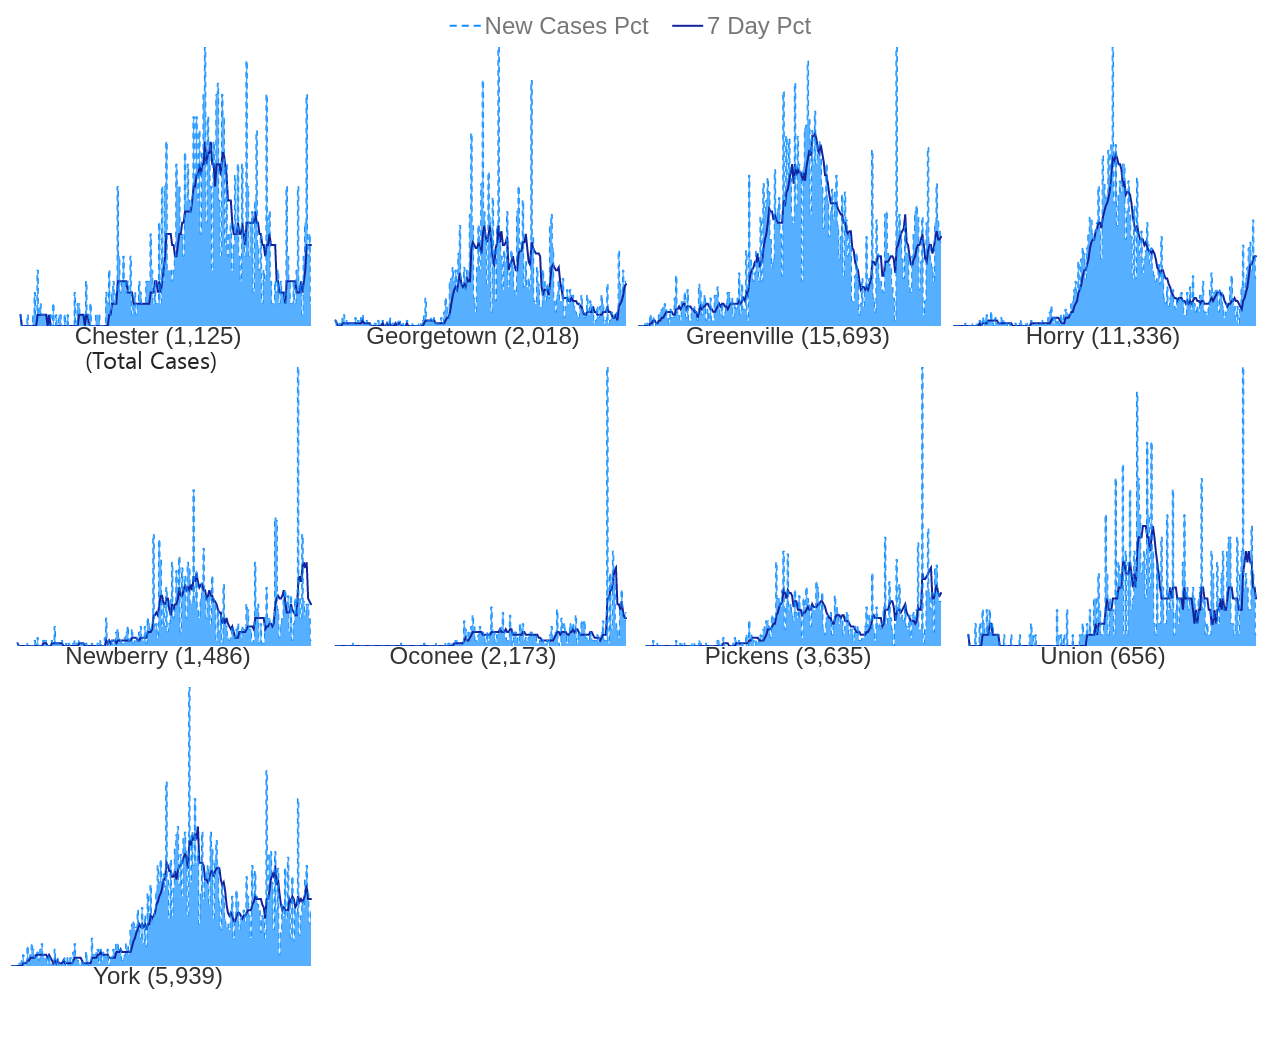 New Cases Pct 7 Day Pct
Chester (1,125) Georgetown (2,018) Greenville (15,693) Horry (11,336)
(Total Cases)
Newberry (1,486) Oconee (2,173) Pickens (3,635) Union (656)
York (5,939)